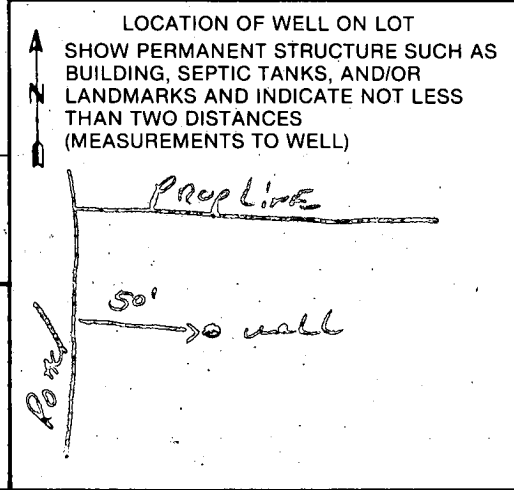 LOCATION OF WELL ON LOT
SHOW PERMANENT STRUCTURE SUCH AS
BUILDING, SEPTIC TANKS, AND/OR
LANDMARKS AND INDICATE NOT LESS
THAN TWO DISTANCES
(MEASUREMENTS TO WELL)
N
Prop Line
50'
well
Road